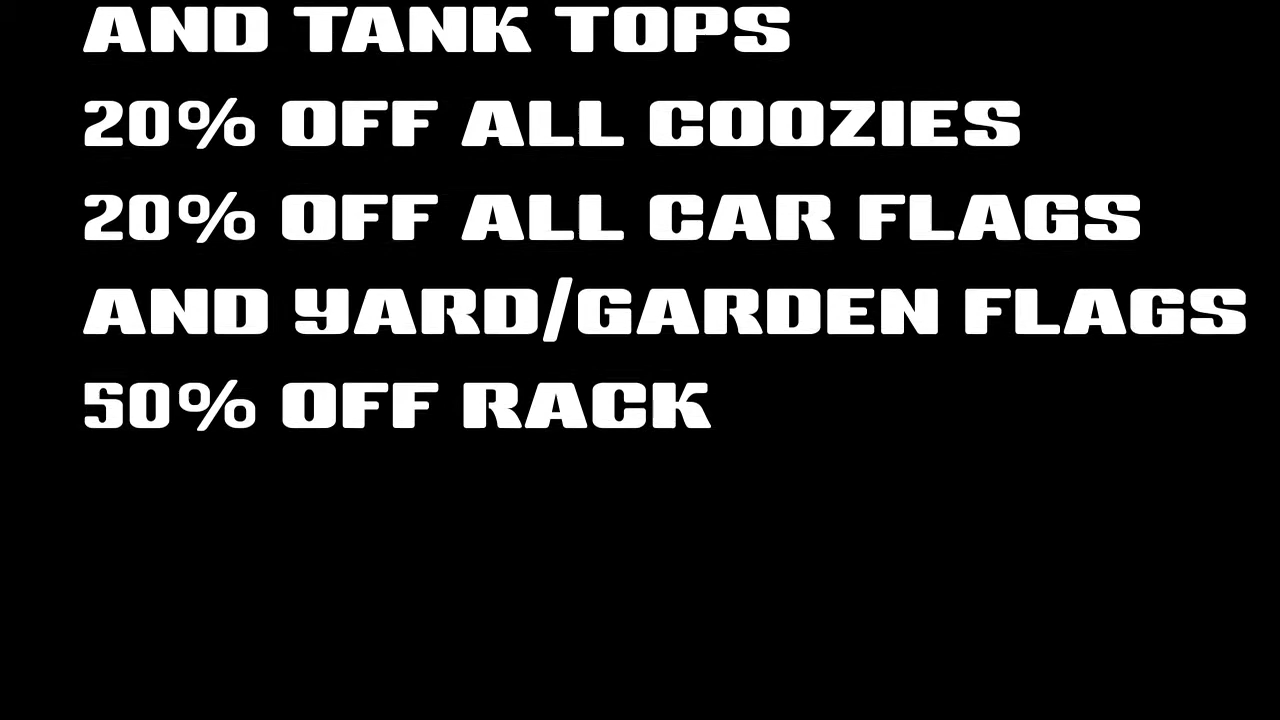 AND TANK TOPS
20% OFF ALL COOZIES
20% OFF ALL CAR FLAGS
AND YARD/GARDEN FLAGS
50% OFF RACK